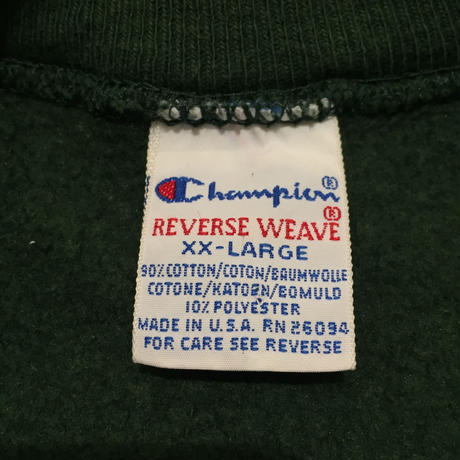 Champion®
REVERSE WEAVE®
XX-LARGE
90% COTTON/COTON/BAUMWOLLE
COTONE/KATOEN/BOMULD
10% POLYESTER
MADE IN U.S.A. RN 26094
FOR CARE SEE REVERSE